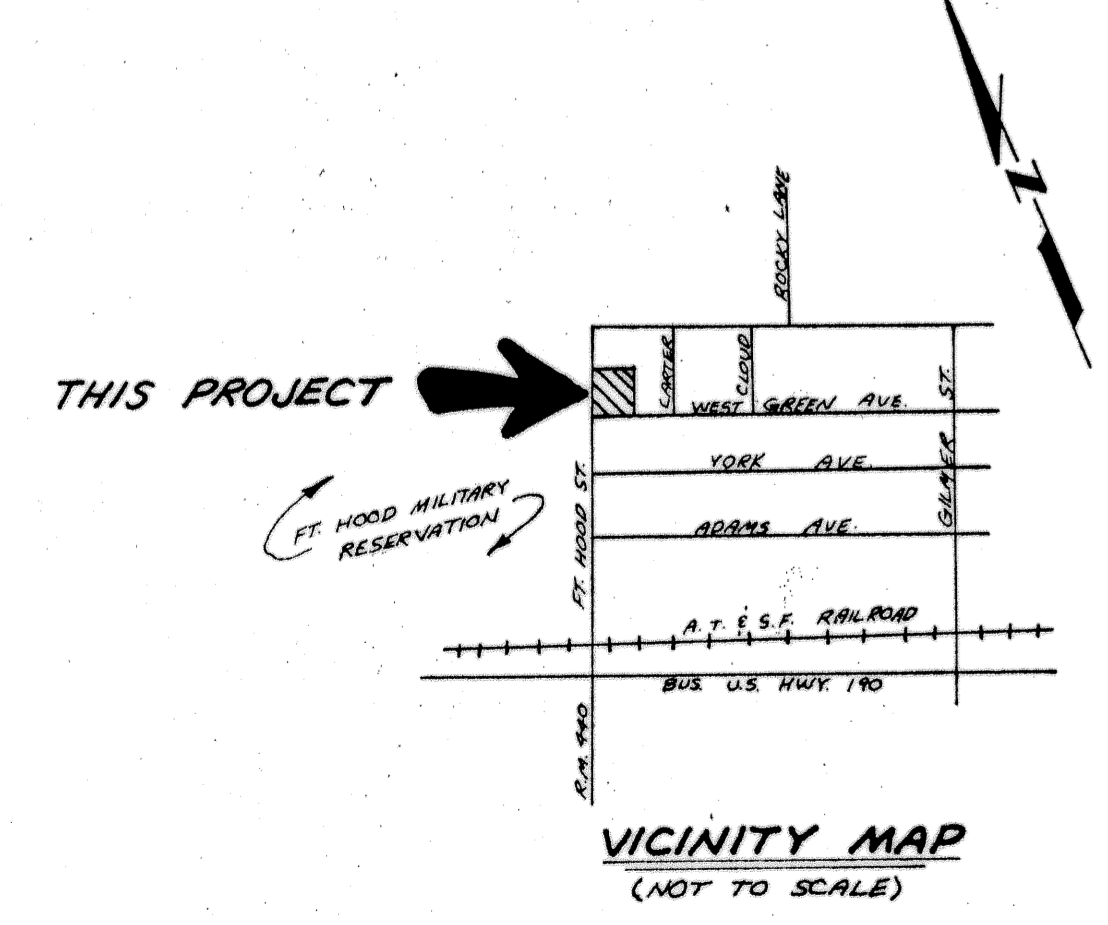 N
ROCKY LANE
THIS PROJECT
CARTER
CLOUD
WEST GREEN AVE.
GILMER ST.
YORK AVE.
FT. HOOD MILITARY
RESERVATION
FT. HOOD ST.
ADAMS AVE.
A. T. & S.F. RAILROAD
BUS. U.S. HWY. 190
R.M. 440
VICINITY MAP
(NOT TO SCALE)